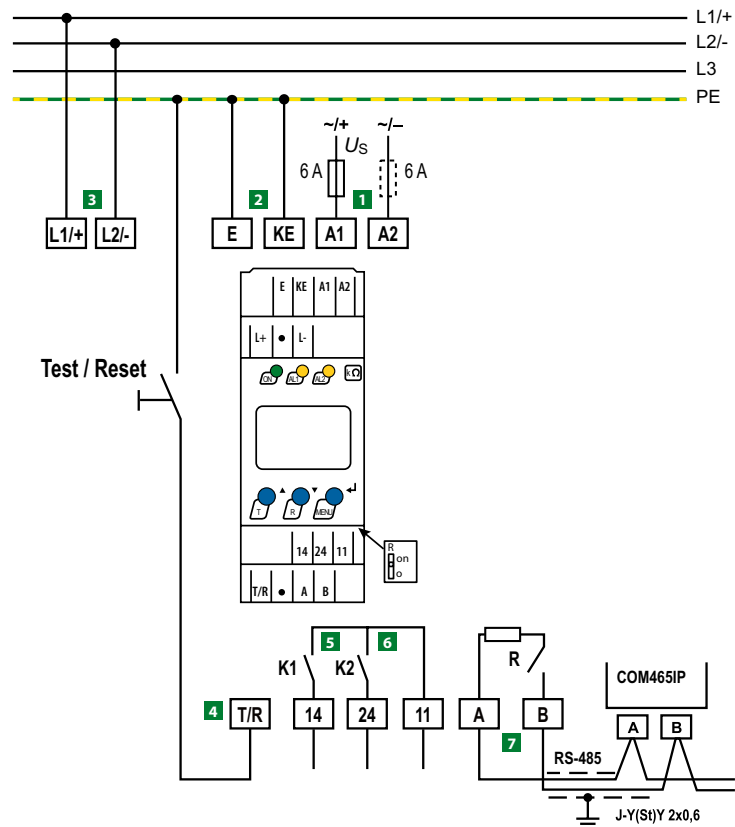 L1/+
L2/-
L3
PE
~/+ ~/–
US
6 A 6 A
3 2 1
L1/+ L2/- E KE A1 A2
E KE A1 A2
L+ • L-
Test / Reset
ON AL1 AL2 kΩ
T R MENU
14 24 11
R
on
o
T/R • A B
5 6
K1 K2 R
COM465IP
4 T/R 14 24 11 A B
A B
7
RS-485
J-Y(St)Y 2x0,6